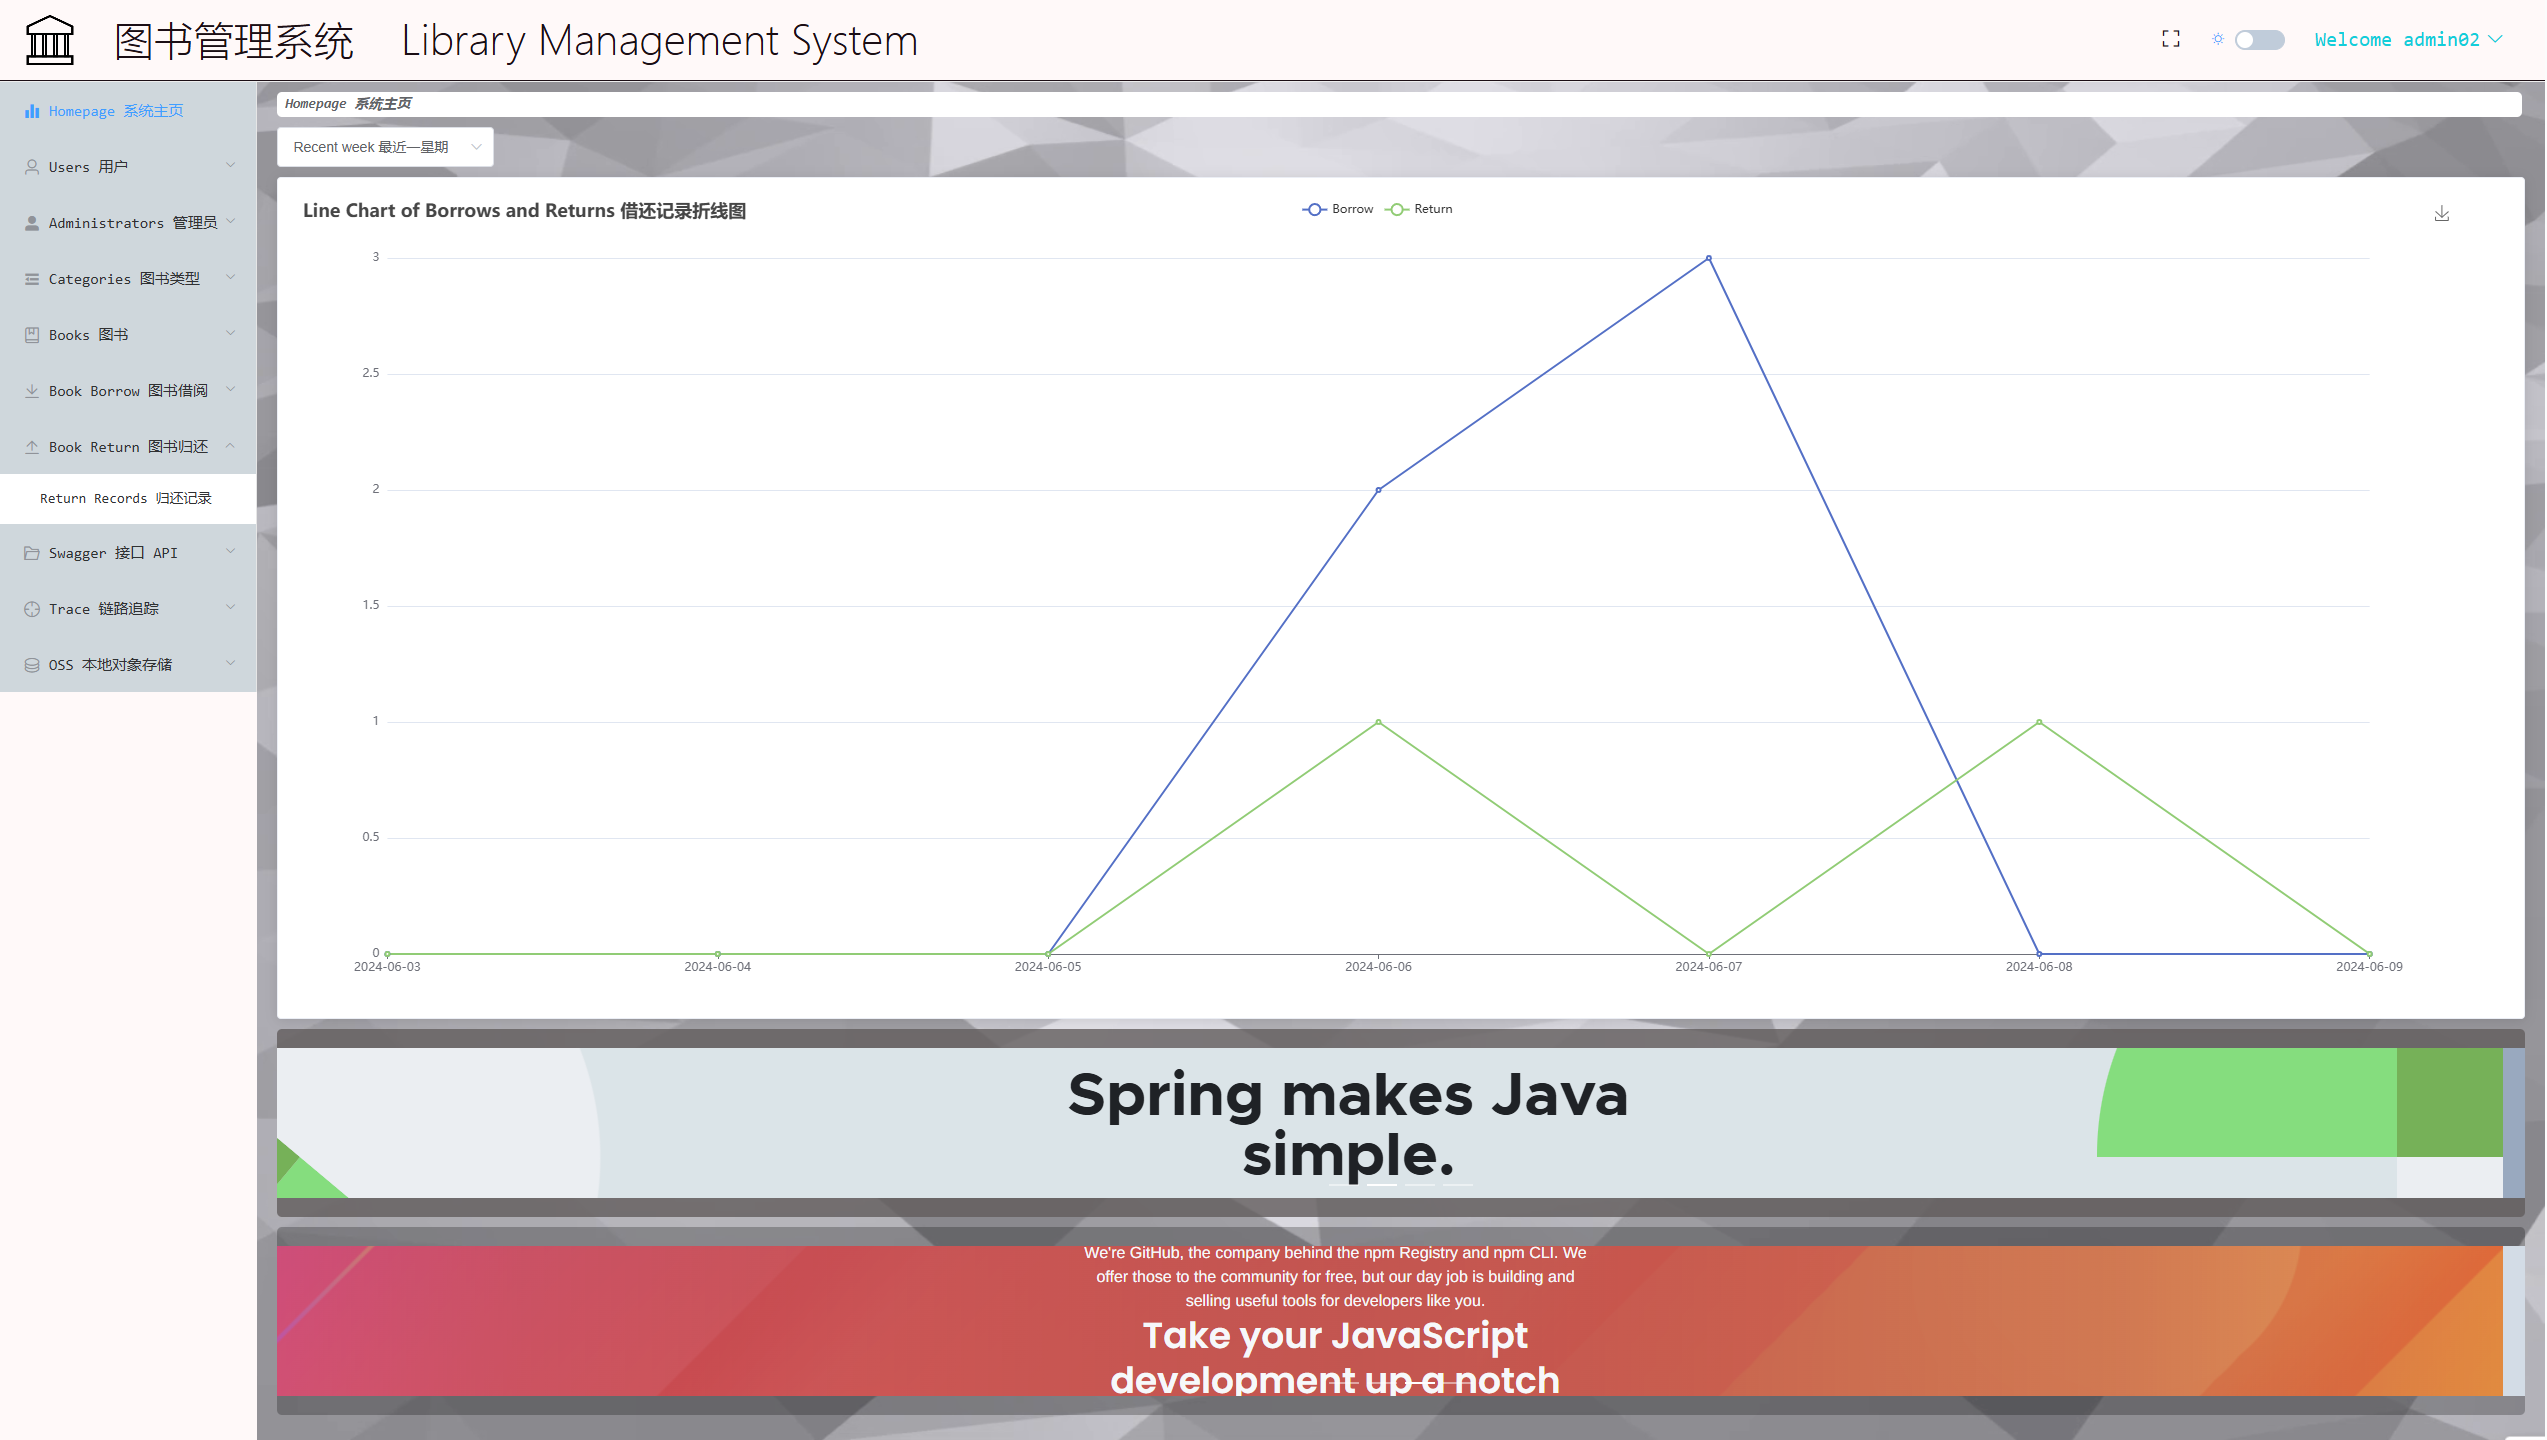 图书管理系统 Library Management System
Welcome admin02
Homepage 系统主页
Users 用户
Administrators 管理员
Categories 图书类型
Books 图书
Book Borrow 图书借阅
Book Return 图书归还
Return Records 归还记录
Swagger 接口 API
Trace 链路追踪
OSS 本地对象存储
Homepage 系统主页
Recent week 最近一星期
Line Chart of Borrows and Returns 借还记录折线图
Borrow Return
3
2.5
2
1.5
1
0.5
0
2024-06-03 2024-06-04 2024-06-05 2024-06-06 2024-06-07 2024-06-08 2024-06-09
Spring makes Java
simple.
We're GitHub, the company behind the npm Registry and npm CLI. We
offer those to the community for free, but our day job is building and
selling useful tools for developers like you.
Take your JavaScript
development up a notch